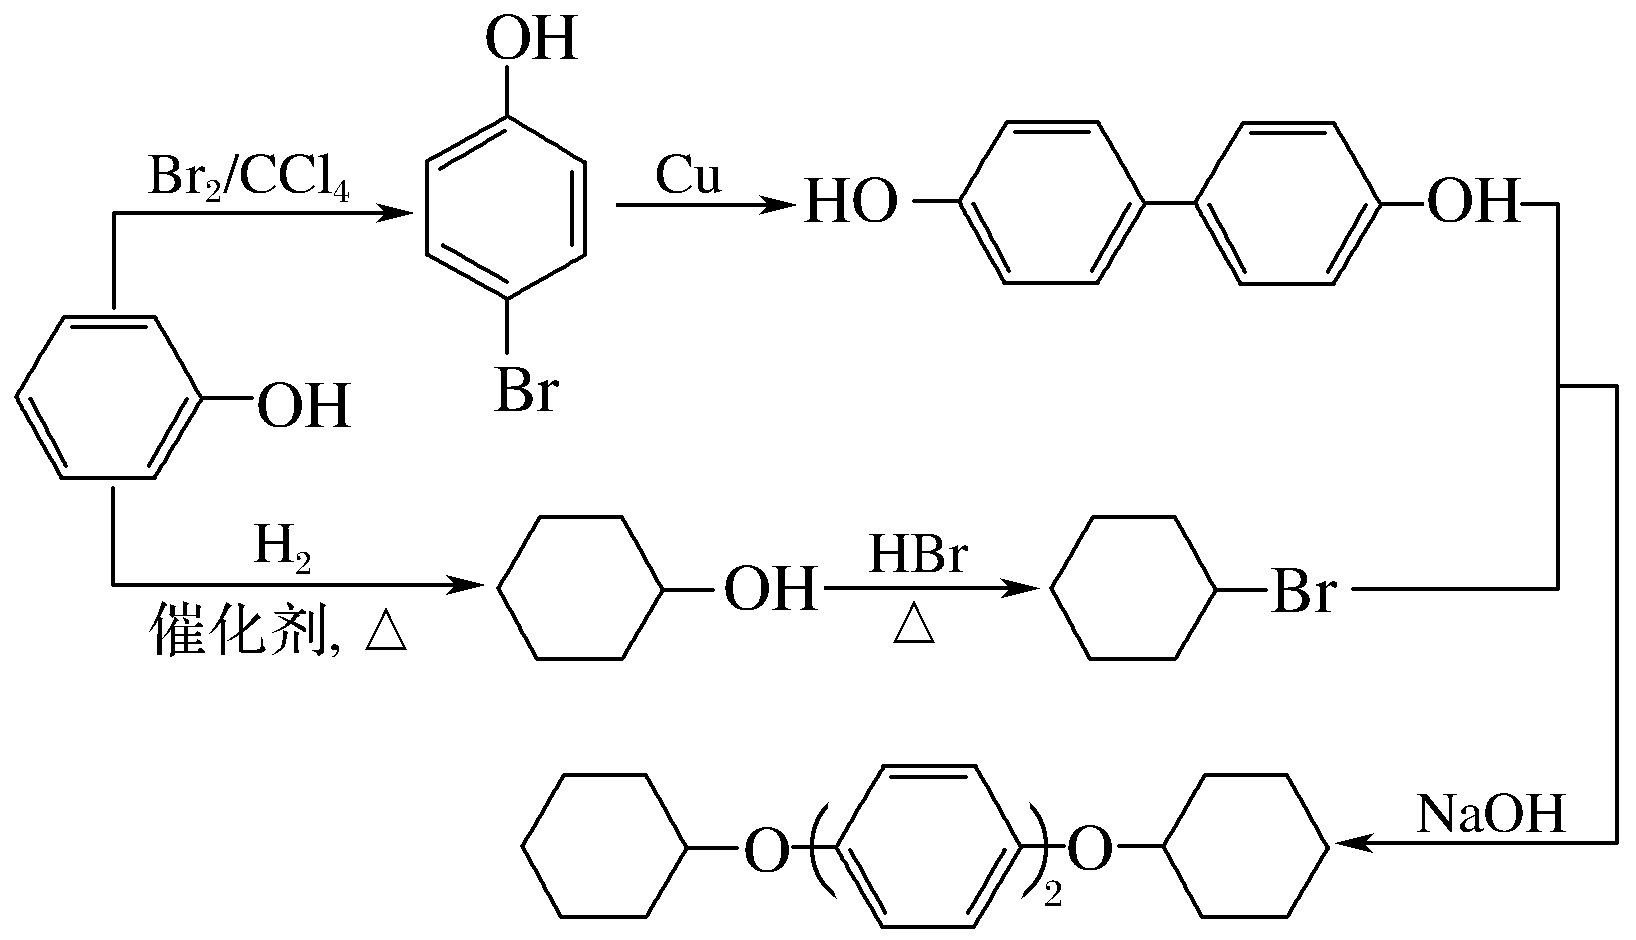 OH
Br₂/CCl₄
Cu
HO
OH
Br
OH
H₂
催化剂, △
OH
HBr
△
Br
O
( )₂
O
NaOH